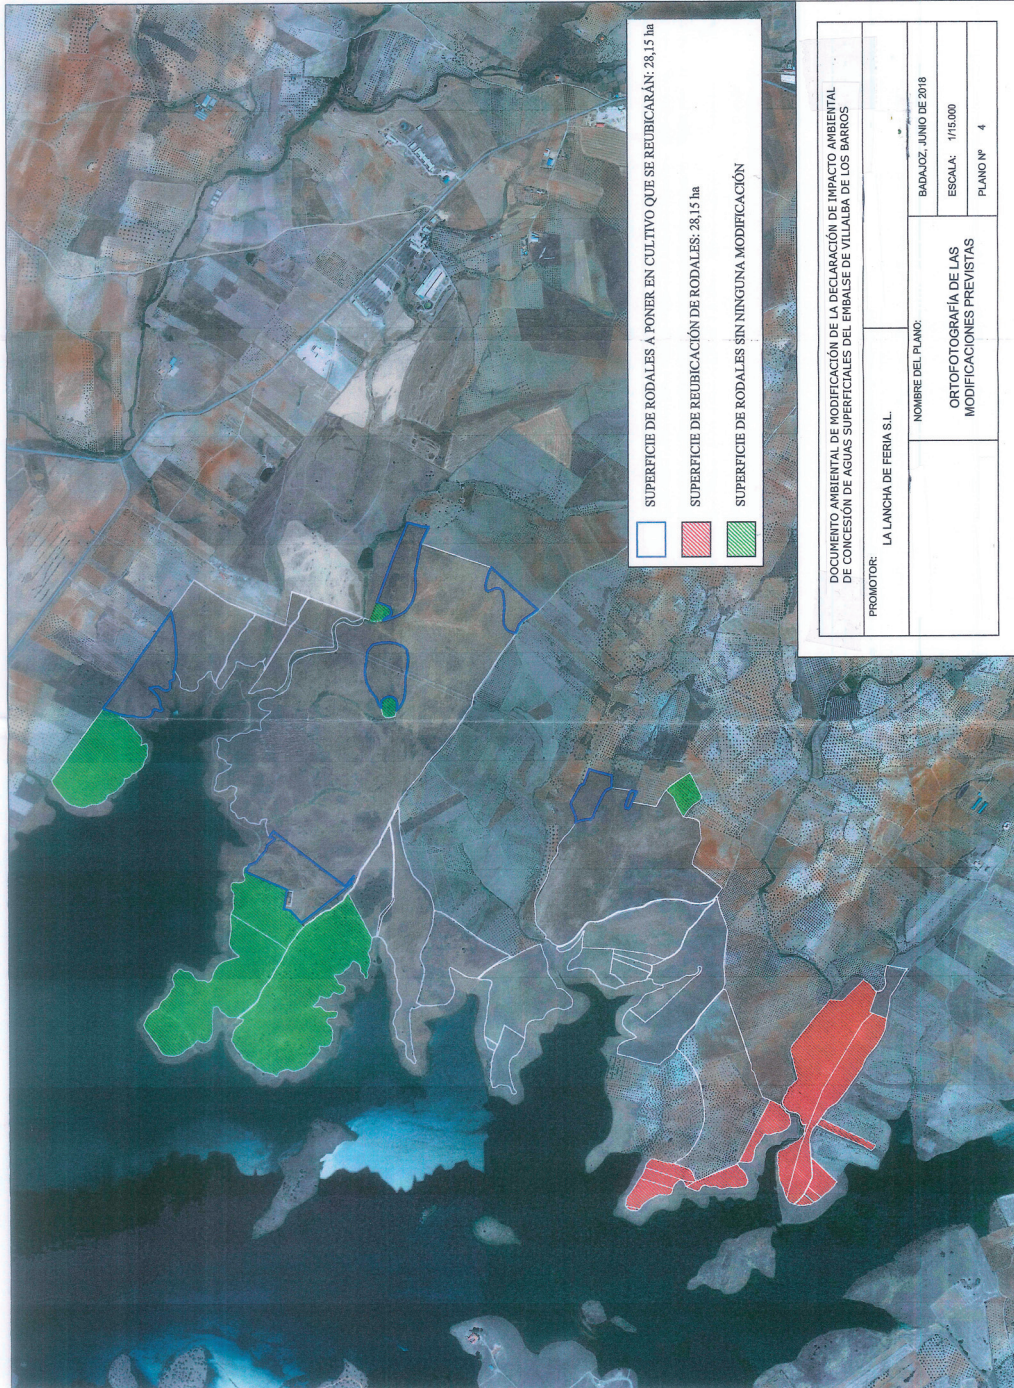 SUPERFICIE DE RODALES A PONER EN CULTIVO QUE SE REUBICARÁN: 28,15 ha
SUPERFICIE DE REUBICACIÓN DE RODALES: 28,15 ha
SUPERFICIE DE RODALES SIN NINGUNA MODIFICACIÓN
DOCUMENTO AMBIENTAL DE MODIFICACIÓN DE LA DECLARACIÓN DE IMPACTO AMBIENTAL
DE CONCESIÓN DE AGUAS SUPERFICIALES DEL EMBALSE DE VILLALBA DE LOS BARROS
PROMOTOR:
LA LANCHA DE FERIA S.L.
NOMBRE DEL PLANO:
ORTOFOTOGRAFÍA DE LAS
MODIFICACIONES PREVISTAS
BADAJOZ, JUNIO DE 2018
ESCALA: 1/15.000
PLANO Nº 4